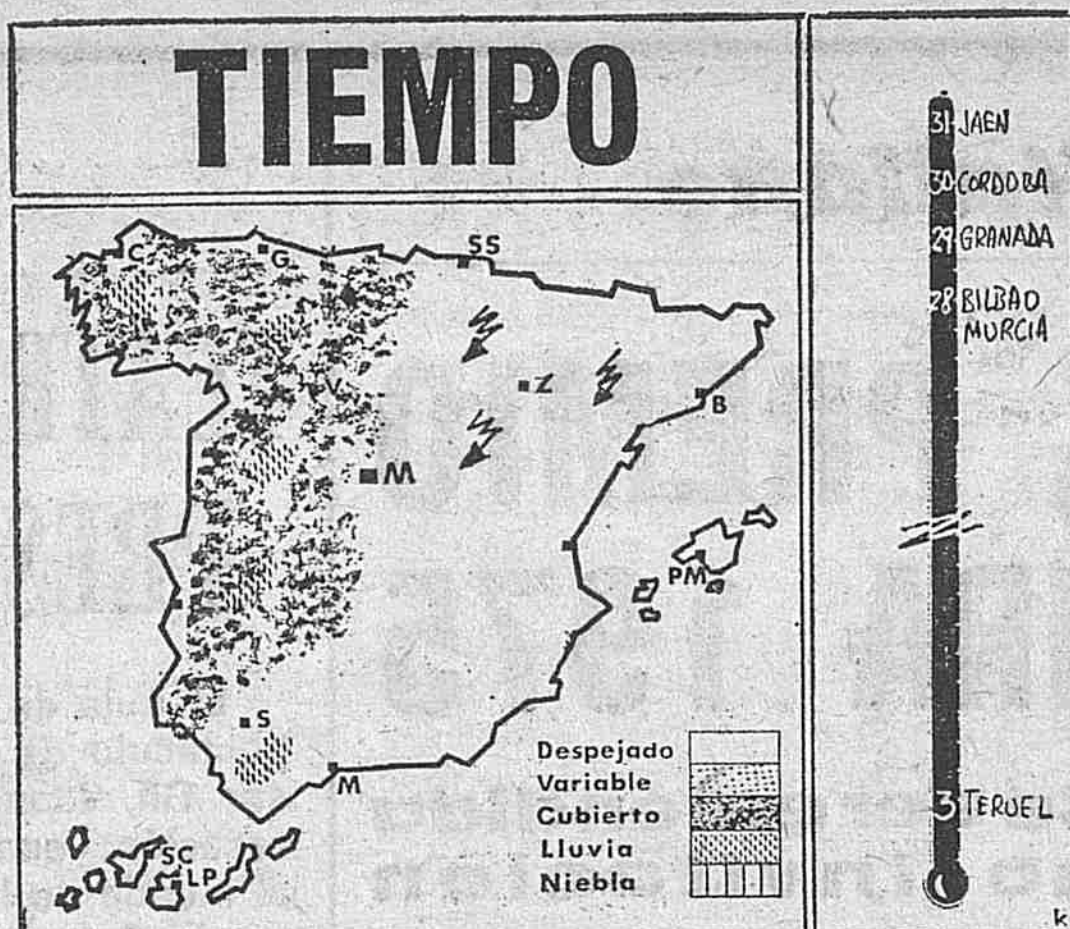 TIEMPO
C
G
SS
V
Z
B
M
PM
S
M
SC
LP
Despejado
Variable
Cubierto
Lluvia
Niebla
31 JAEN
30 CORDOBA
29 GRANADA
28 BILBAO
MURCIA
3 TERUEL
k